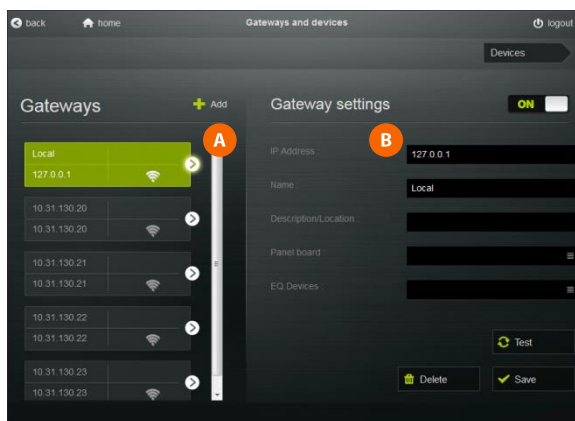 back home Gateways and devices logout
Devices
Gateways Add Gateway settings ON
A B
Local
127.0.0.1
10.31.130.20
10.31.130.20
10.31.130.21
10.31.130.21
10.31.130.22
10.31.130.22
10.31.130.23
10.31.130.23
IP Address : 127.0.0.1
Name : Local
Description/Location :
Panel board :
EQ Devices :
Test
Delete Save